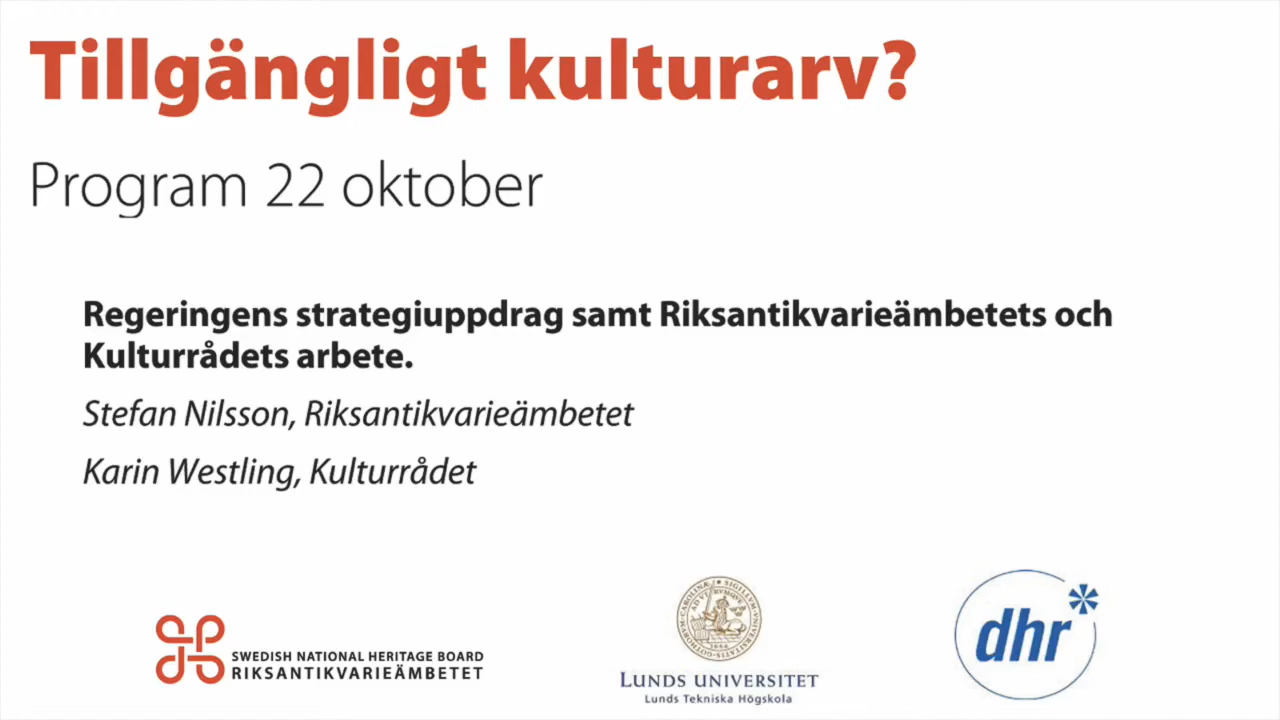 Tillgängligt kulturarv?
Program 22 oktober
Regeringens strategiuppdrag samt Riksantikvarieämbetets och
Kulturrådets arbete.
Stefan Nilsson, Riksantikvarieämbetet
Karin Westling, Kulturrådet
SWEDISH NATIONAL HERITAGE BOARD
RIKSANTIKVARIEÄMBETET
LUNDS UNIVERSITET
Lunds Tekniska Högskola
dhr